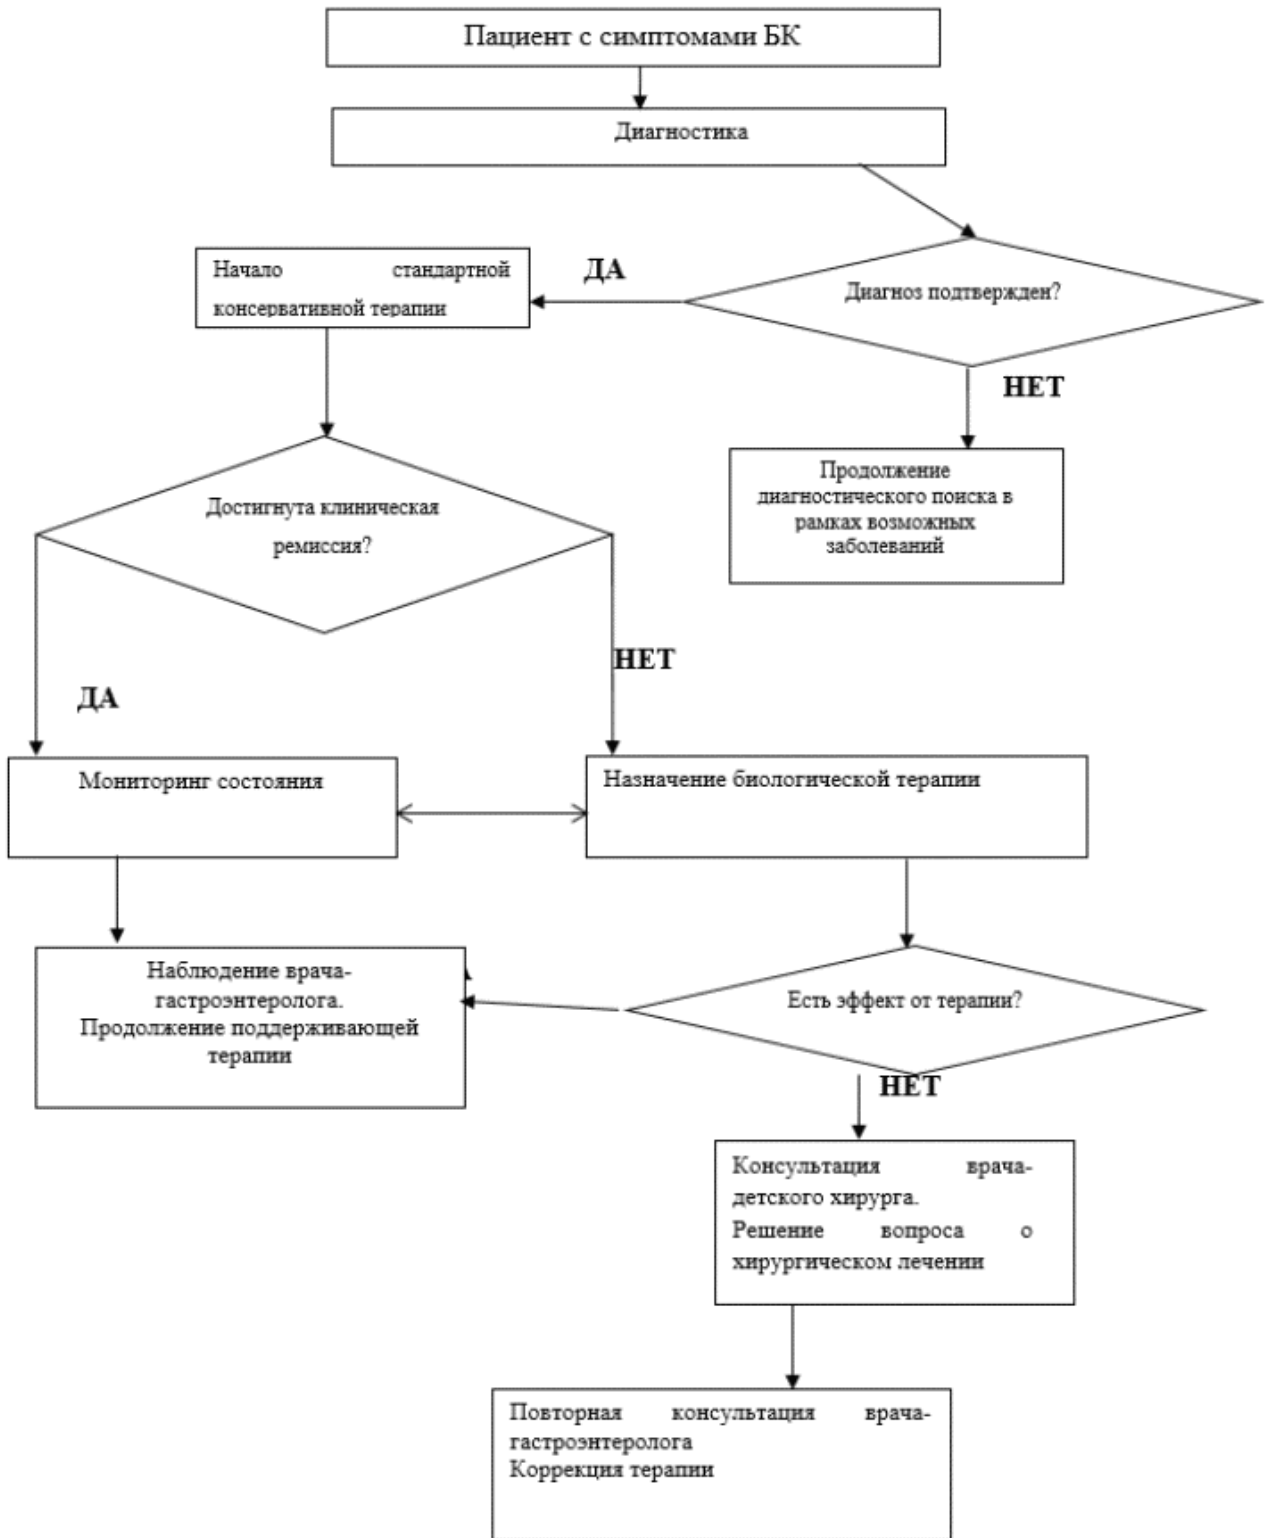 Пациент с симптомами БК
Диагностика
Начало стандартной
консервативной терапии
ДА
Диагноз подтвержден?
НЕТ
Продолжение
диагностического поиска в
рамках возможных
заболеваний
Достигнута клиническая
ремиссия?
НЕТ
ДА
Мониторинг состояния
Назначение биологической терапии
Наблюдение врача-
гастроэнтеролога.
Продолжение поддерживающей
терапии
Есть эффект от терапии?
НЕТ
Консультация врача-
детского хирурга.
Решение вопроса о
хирургическом лечении
Повторная консультация врача-
гастроэнтеролога
Коррекция терапии